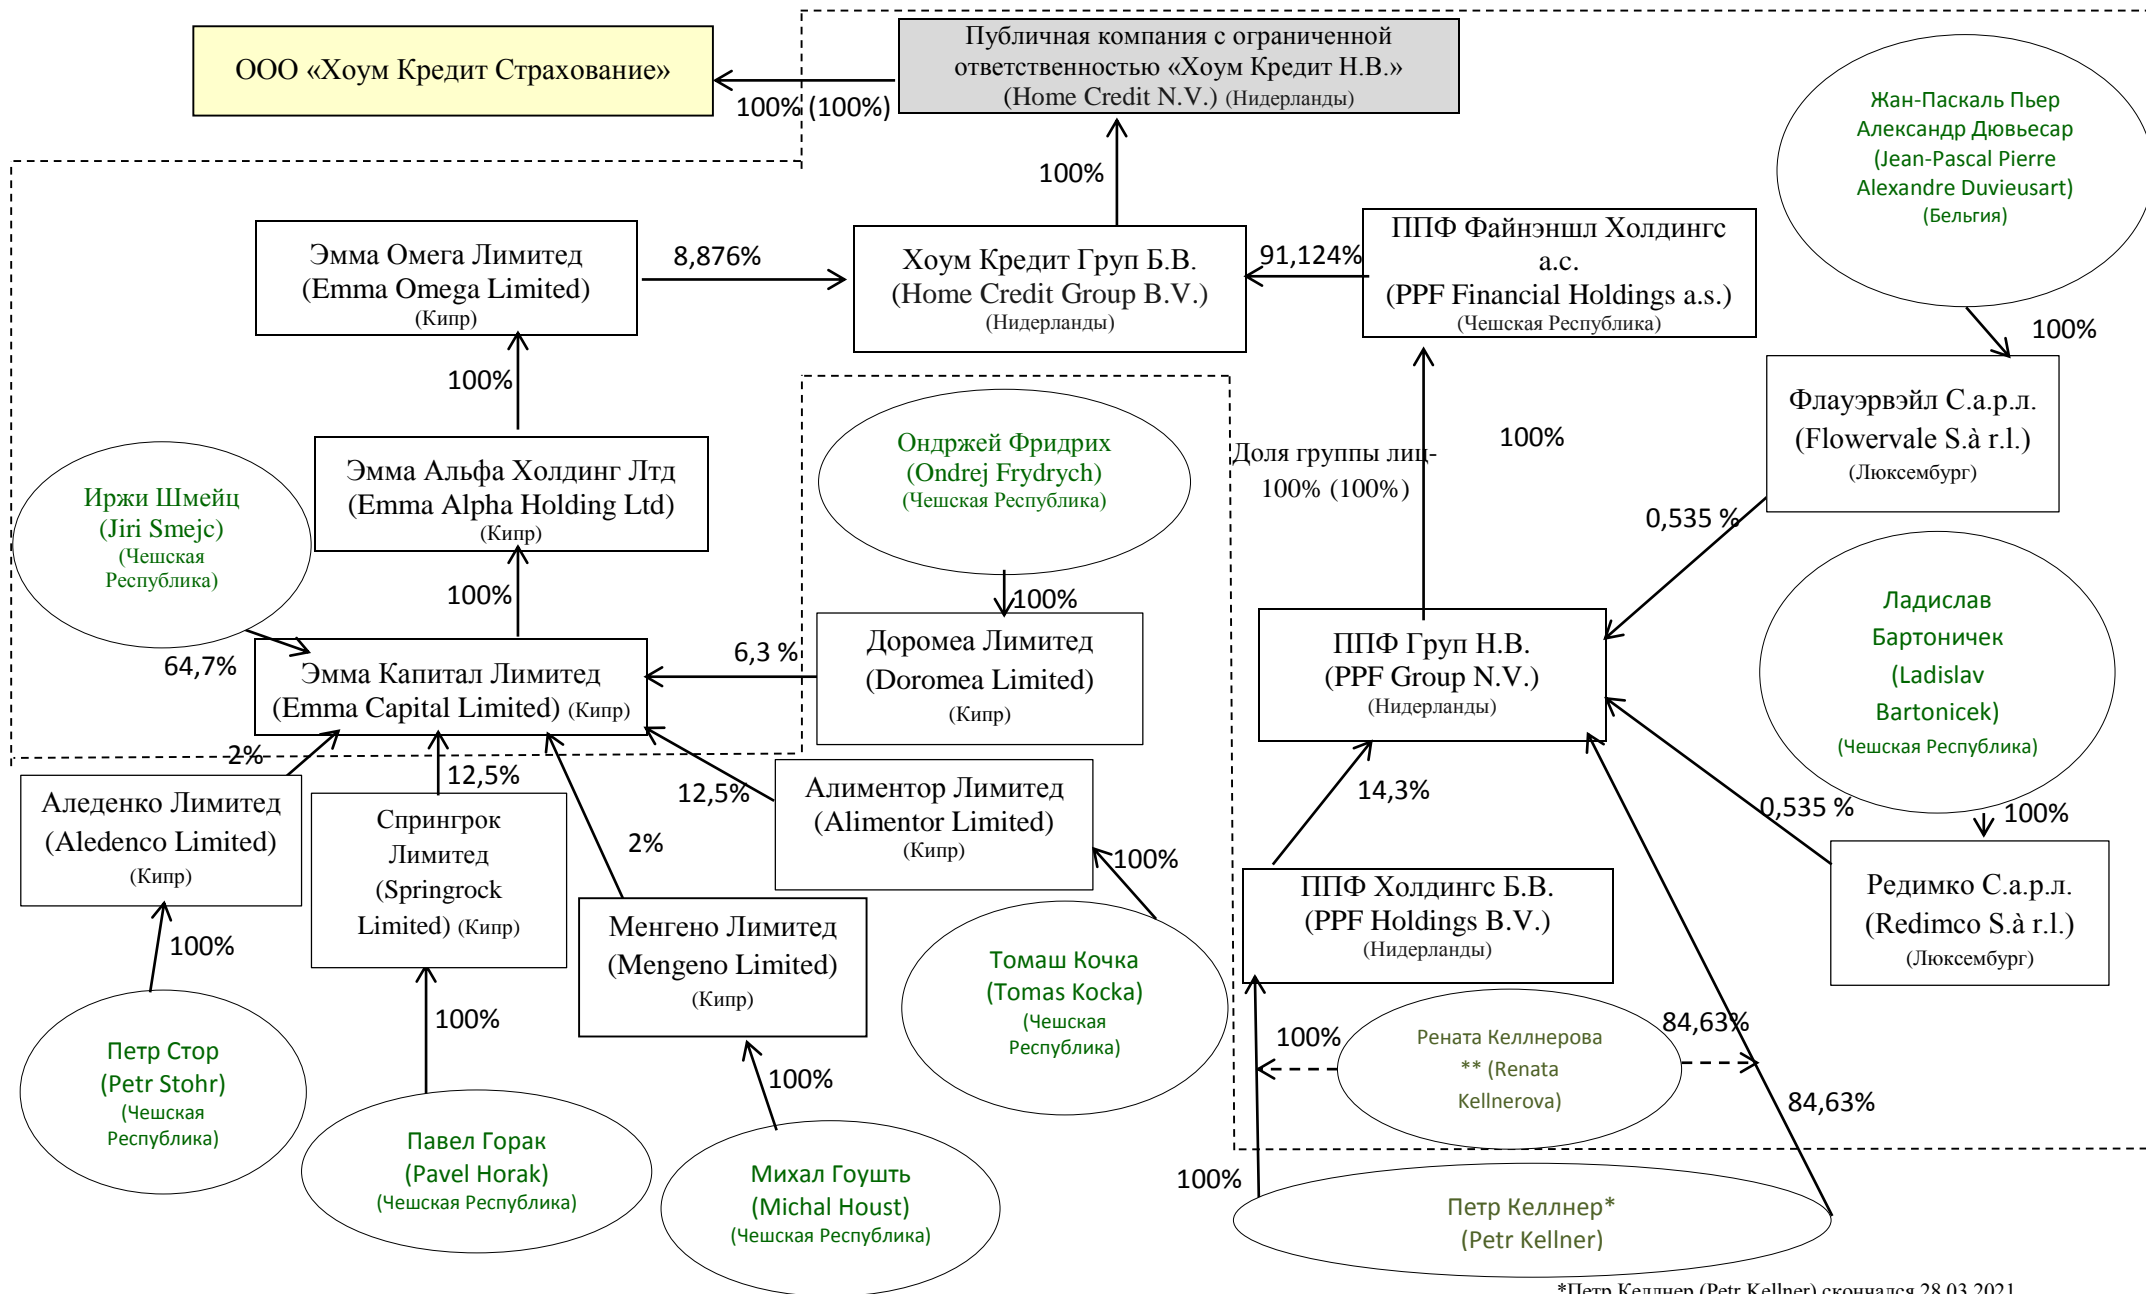 ООО «Хоум Кредит Страхование»
Публичная компания с ограниченной
ответственностью «Хоум Кредит Н.В.»
(Home Credit N.V.) (Нидерланды)
100% (100%)
Жан-Паскаль Пьер
Александр Дювьесар
(Jean-Pascal Pierre
Alexandre Duvieusart)
(Бельгия)
100%
Эмма Омега Лимитед
(Emma Omega Limited)
(Кипр)
8,876%
Хоум Кредит Груп Б.В.
(Home Credit Group B.V.)
(Нидерланды)
91,124%
ППФ Файнэншл Холдингс
а.с.
(PPF Financial Holdings a.s.)
(Чешская Республика)
100%
100%
Флауэрвэйл С.а.р.л.
(Flowervale S.à r.l.)
(Люксембург)
Эмма Альфа Холдинг Лтд
(Emma Alpha Holding Ltd)
(Кипр)
Ондржей Фридрих
(Ondrej Frydrych)
(Чешская Республика)
100%
Доля группы лиц-
100% (100%)
Иржи Шмейц
(Jiri Smejc)
(Чешская
Республика)
0,535 %
100%
100%
Ладислав
Бартоничек
(Ladislav
Bartonicek)
(Чешская Республика)
64,7%
Эмма Капитал Лимитед
(Emma Capital Limited) (Кипр)
6,3 %
Доромеа Лимитед
(Doromea Limited)
(Кипр)
ППФ Груп Н.В.
(PPF Group N.V.)
(Нидерланды)
2%
12,5%
12,5%
14,3%
0,535 %
100%
Аледенко Лимитед
(Aledenco Limited)
(Кипр)
Спрингрок
Лимитед
(Springrock
Limited) (Кипр)
2%
Алиментор Лимитед
(Alimentor Limited)
(Кипр)
100%
ППФ Холдингс Б.В.
(PPF Holdings B.V.)
(Нидерланды)
Редимко С.а.р.л.
(Redimco S.à r.l.)
(Люксембург)
Менгено Лимитед
(Mengeno Limited)
(Кипр)
100%
100%
Томаш Кочка
(Tomas Kocka)
(Чешская
Республика)
100%
Рената Келлнерова
** (Renata
Kellnerova)
84,63%
Петр Стор
(Petr Stohr)
(Чешская
Республика)
100%
84,63%
Павел Горак
(Pavel Horak)
(Чешская Республика)
Михал Гоушть
(Michal Houst)
(Чешская Республика)
100%
Петр Келлнер*
(Petr Kellner)
*Петр Келлнер (Petr Kellner) скончался 28.03.2021